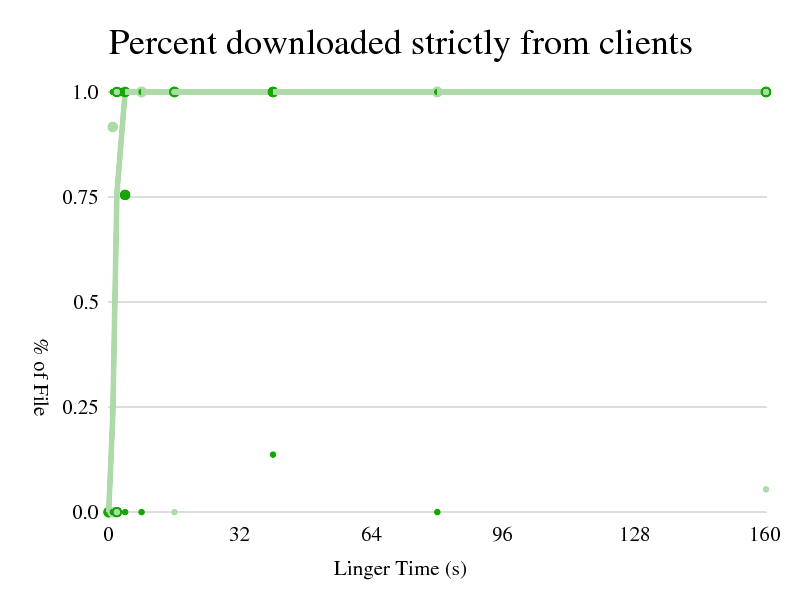 Percent downloaded strictly from clients
1.0
0.75
0.5
0.25
0.0
% of File
0 32 64 96 128 160
Linger Time (s)